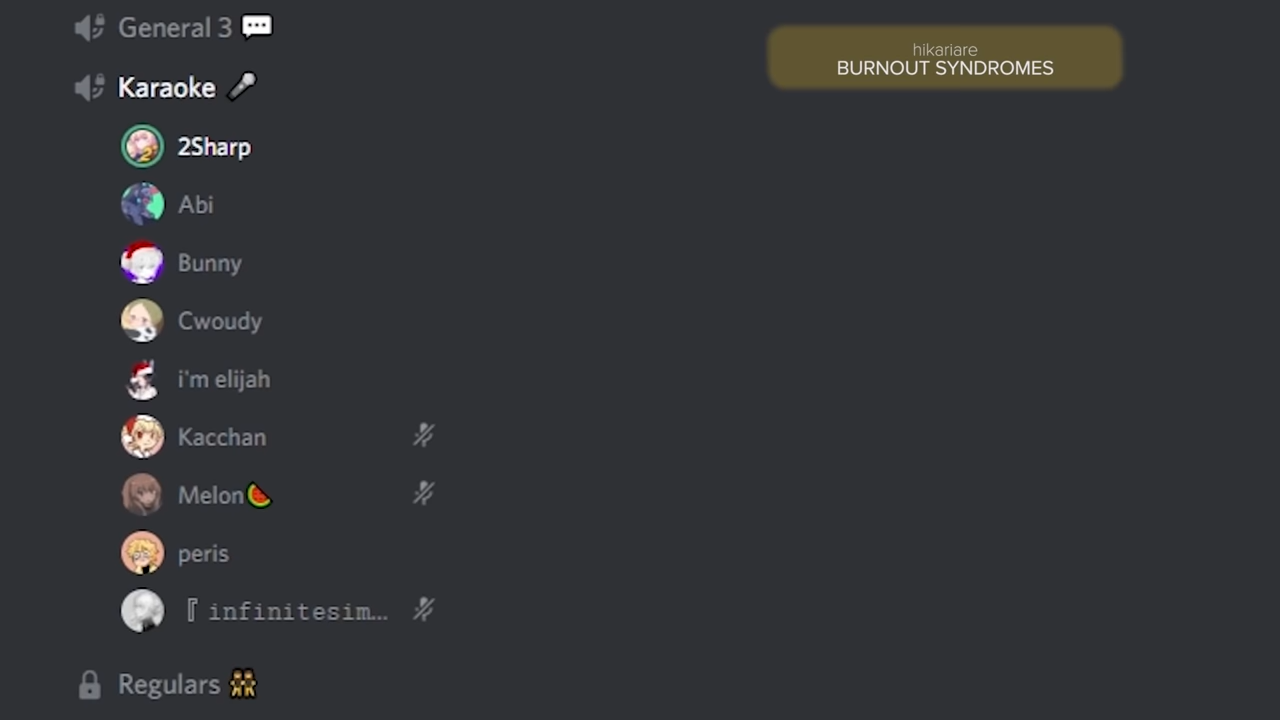 General 3 💬
hikariare
BURNOUT SYNDROMES
Karaoke 🎤
2Sharp
Abi
Bunny
Cwoudy
i'm elijah
Kacchan
Melon🍉
peris
『infinitesim...
Regulars 👯